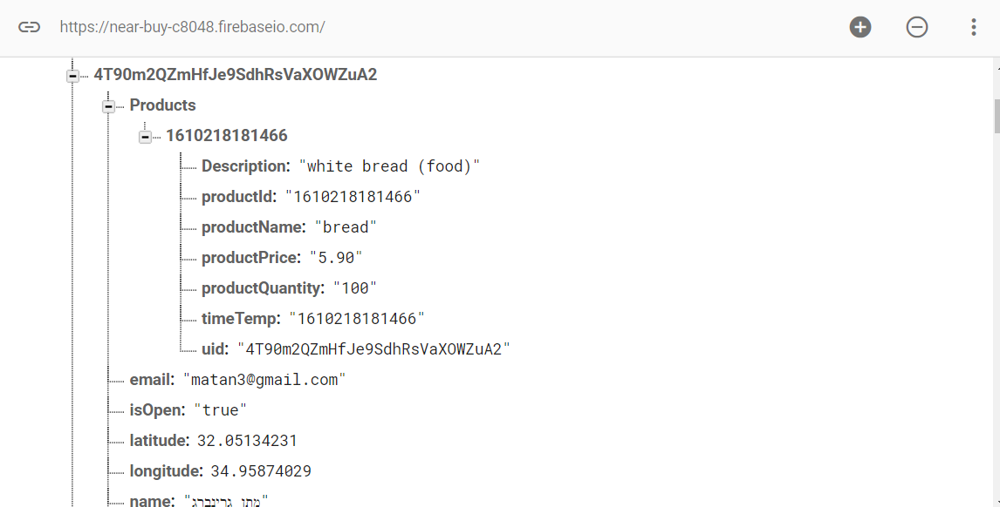 https://near-buy-c8048.firebaseio.com/
4T90m2QZmHfJe9SdhRsVaXOWZuA2
Products
1610218181466
Description: "white bread (food)"
productId: "1610218181466"
productName: "bread"
productPrice: "5.90"
productQuantity: "100"
timeTemp: "1610218181466"
uid: "4T90m2QZmHfJe9SdhRsVaXOWZuA2"
email: "matan3@gmail.com"
isOpen: "true"
latitude: 32.05134231
longitude: 34.95874029
name: "מתן גרינברג"